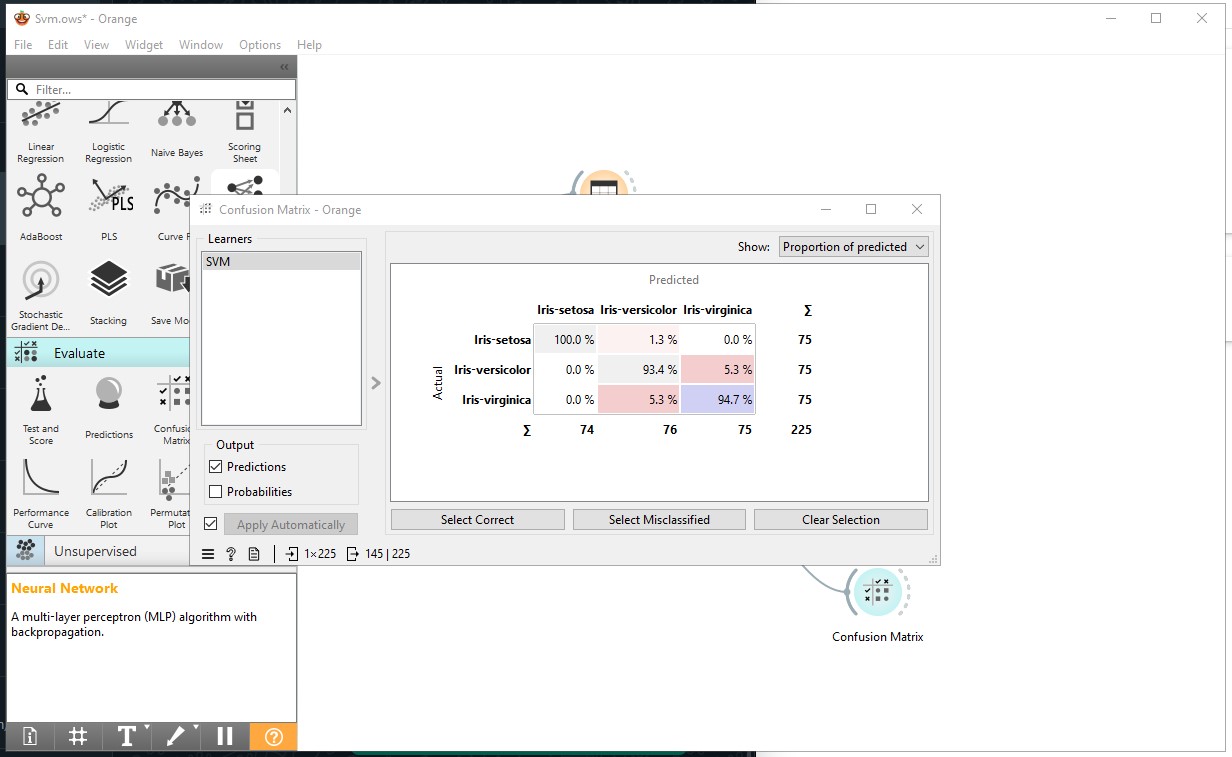 Svm.ows* - Orange
File Edit View Widget Window Options Help
Filter...
Linear Regression
Logistic Regression
Naive Bayes
Scoring Sheet
PLS
AdaBoost
PLS
Curve F
Stochastic Gradient De...
Stacking
Save Mo
Evaluate
Test and Score
Predictions
Confusi
Matrix
Performance Curve
Calibration Plot
Permutat
Plot
Unsupervised
Neural Network
A multi-layer perceptron (MLP) algorithm with
backpropagation.
Confusion Matrix - Orange
Learners
SVM
Output
Predictions
Probabilities
Apply Automatically
1×225 145 | 225
Show: Proportion of predicted
Predicted
Iris-setosa Iris-versicolor Iris-virginica Σ
Actual
Iris-setosa 100.0 % 1.3 % 0.0 % 75
Iris-versicolor 0.0 % 93.4 % 5.3 % 75
Iris-virginica 0.0 % 5.3 % 94.7 % 75
Σ 74 76 75 225
Select Correct Select Misclassified Clear Selection
Confusion Matrix